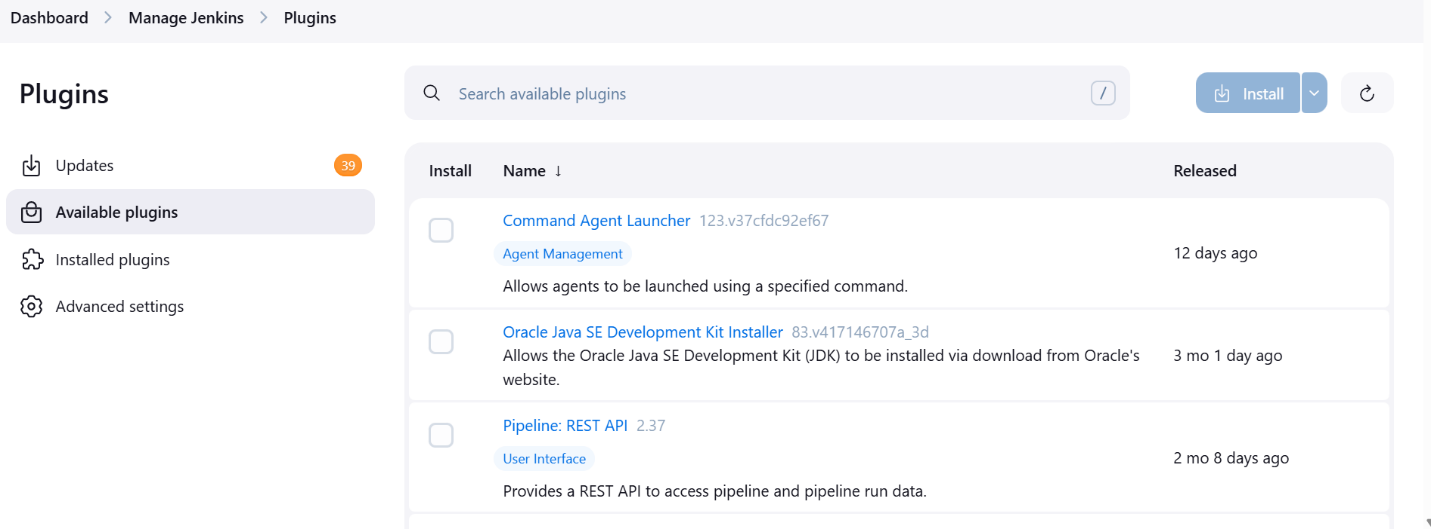 Dashboard > Manage Jenkins > Plugins
Plugins
Search available plugins /
Install
Updates 39
Available plugins
Installed plugins
Advanced settings
Install Name ↓ Released
Command Agent Launcher 123.v37cfdc92ef67
Agent Management
Allows agents to be launched using a specified command.
12 days ago
Oracle Java SE Development Kit Installer 83.v417146707a_3d
Allows the Oracle Java SE Development Kit (JDK) to be installed via download from Oracle's
website.
3 mo 1 day ago
Pipeline: REST API 2.37
User Interface
Provides a REST API to access pipeline and pipeline run data.
2 mo 8 days ago